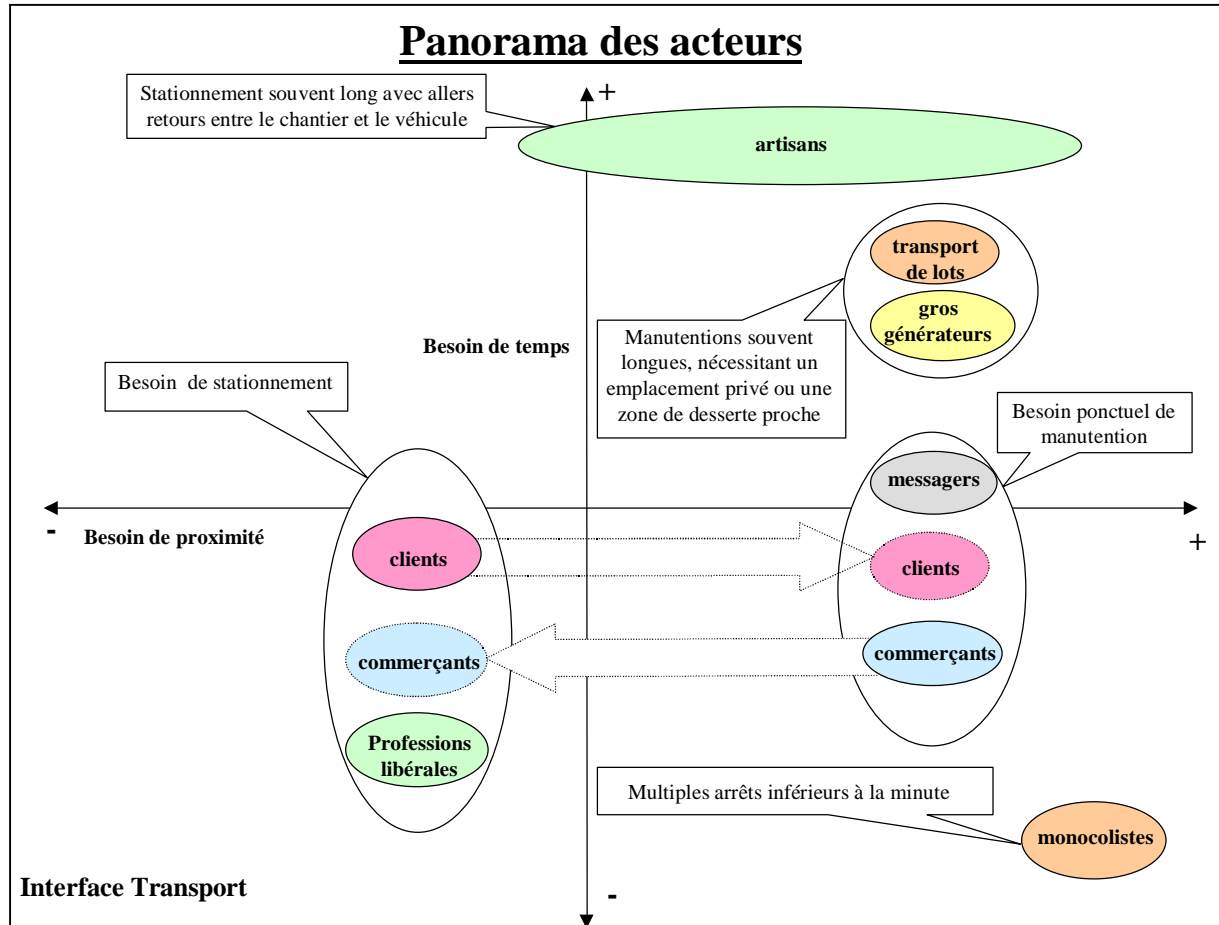 Panorama des acteurs
Stationnement souvent long avec allers
retours entre le chantier et le véhicule
+
artisans
transport
de lots
gros
générateurs
Besoin de temps
Manutentions souvent
longues, nécessitant un
emplacement privé ou une
zone de desserte proche
Besoin de stationnement
Besoin ponctuel de
manutention
messagers
-
Besoin de proximité
+
clients
clients
commerçants
commerçants
Professions
libérales
Multiples arrêts inférieurs à la minute
monocolistes
Interface Transport
-